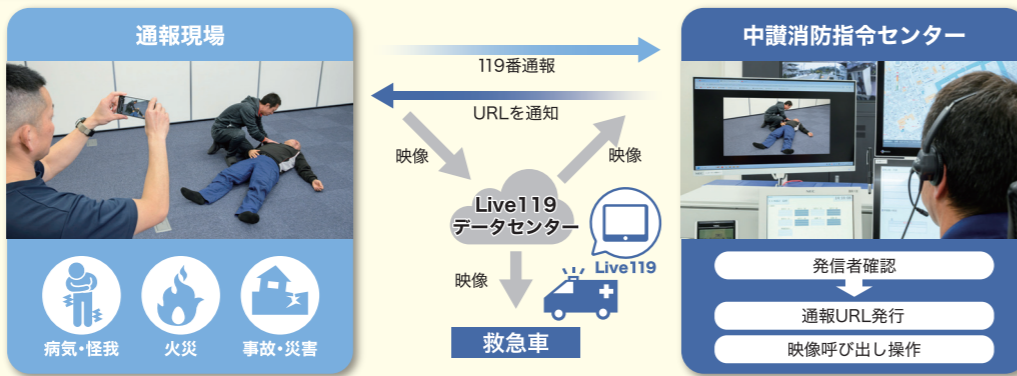 通報現場
病気・怪我
火災
事故・災害
119番通報
URLを通知
映像
映像
Live119
データセンター
Live119
映像
救急車
中讃消防指令センター
発信者確認
通報URL発行
映像呼び出し操作